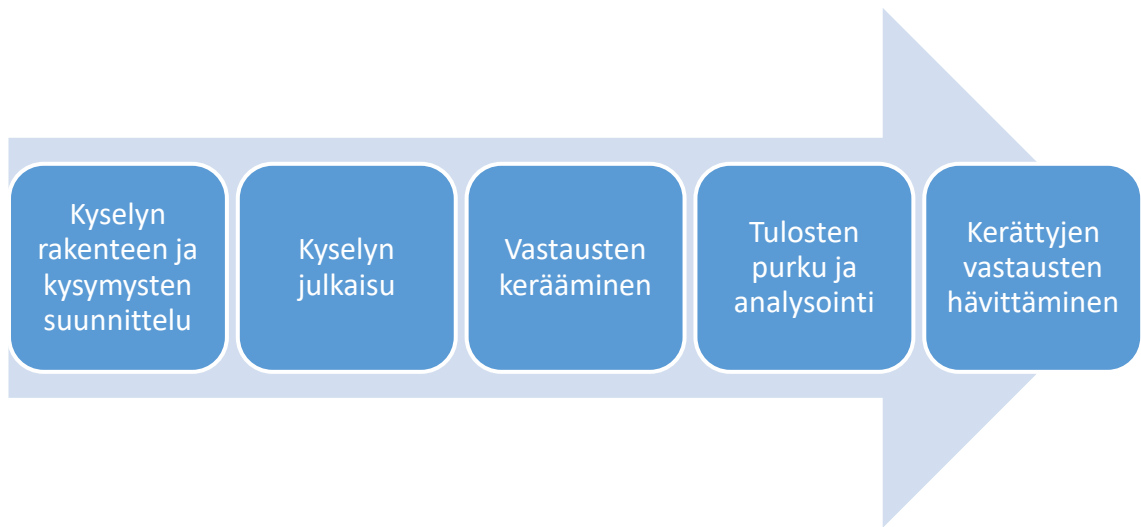 Kyselyn
rakenteen ja
kysymysten
suunnittelu
Kyselyn
julkaisu
Vastausten
kerääminen
Tulosten
purku ja
analysointi
Kerättyjen
vastausten
hävittäminen